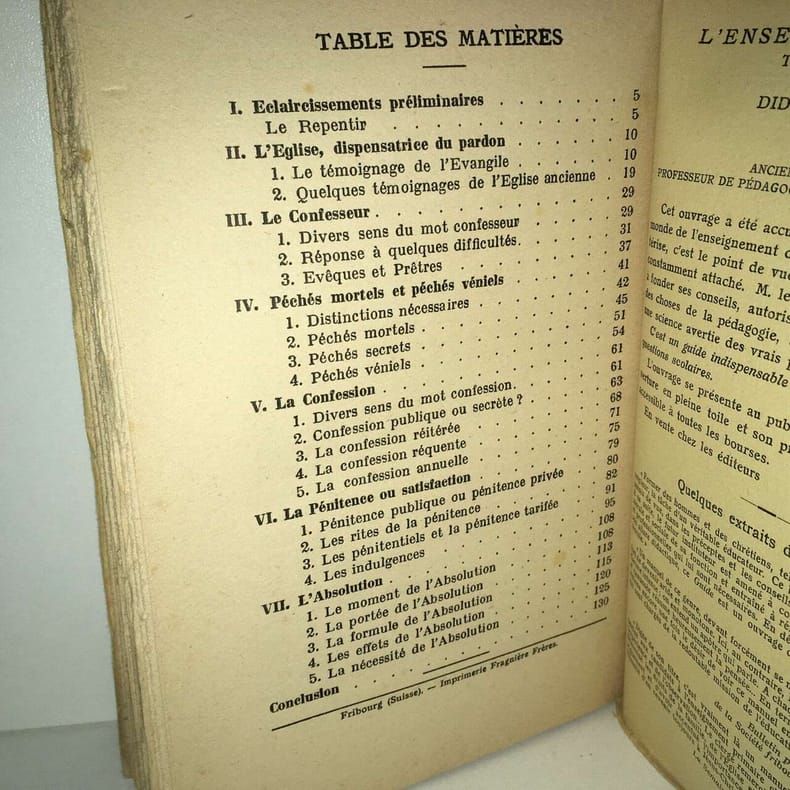 TABLE DES MATIÈRES
I. Eclaircissements préliminaires . . . . . . 5
Le Repentir . . . . . . . . . 5
II. L'Eglise, dispensatrice du pardon . . . . . 10
1. Le témoignage de l'Evangile . . . . . 10
2. Quelques témoignages de l'Eglise ancienne . 19
III. Le Confesseur . . . . . . . . . . 29
1. Divers sens du mot confesseur . . . . 29
2. Réponse à quelques difficultés. . . . . 31
3. Evêques et Prêtres . . . . . . . 37
IV. Péchés mortels et péchés véniels . . . . . 41
1. Distinctions nécessaires . . . . . . 42
2. Péchés mortels . . . . . . . . 45
3. Péchés secrets . . . . . . . . 51
4. Péchés véniels . . . . . . . . 54
V. La Confession . . . . . . . . . 61
1. Divers sens du mot confession. . . . . 61
2. Confession publique ou secrète ? . . . . 63
3. La confession réitérée . . . . . . 68
4. La confession réquente . . . . . . 71
5. La confession annuelle . . . . . . 75
VI. La Pénitence ou satisfaction . . . . . . 79
1. Pénitence publique ou pénitence privée . . 80
2. Les rites de la pénitence . . . . . 82
3. Les pénitentiels et la pénitence tarifée . . 91
4. Les indulgences . . . . . . . 95
VII. L'Absolution . . . . . . . . . 108
1. Le moment de l'Absolution . . . . . 108
2. La portée de l'Absolution . . . . . 113
3. La formule de l'Absolution . . . . . 115
4. Les effets de l'Absolution . . . . . 120
5. La nécessité de l'Absolution . . . . . 125
Conclusion . . . . . . . . . . 130
Fribourg (Suisse). — Imprimerie Fragnière Frères.
L'ENSE
DID
ANCIEN
PROFESSEUR DE PÉDAGO
Cet ouvrage a été accu
monde de l'enseignement
c'est le point de vue
constamment attaché. M. le
à fonder ses conseils, autoris
des choses de la pédagogie,
une science avertie des vrais
C'est un guide indispensable
questions scolaires.
L'ouvrage se présente au pub
en pleine toile et son pr
accessible à toutes les bourses.
En vente chez les éditeurs
Quelques extraits d